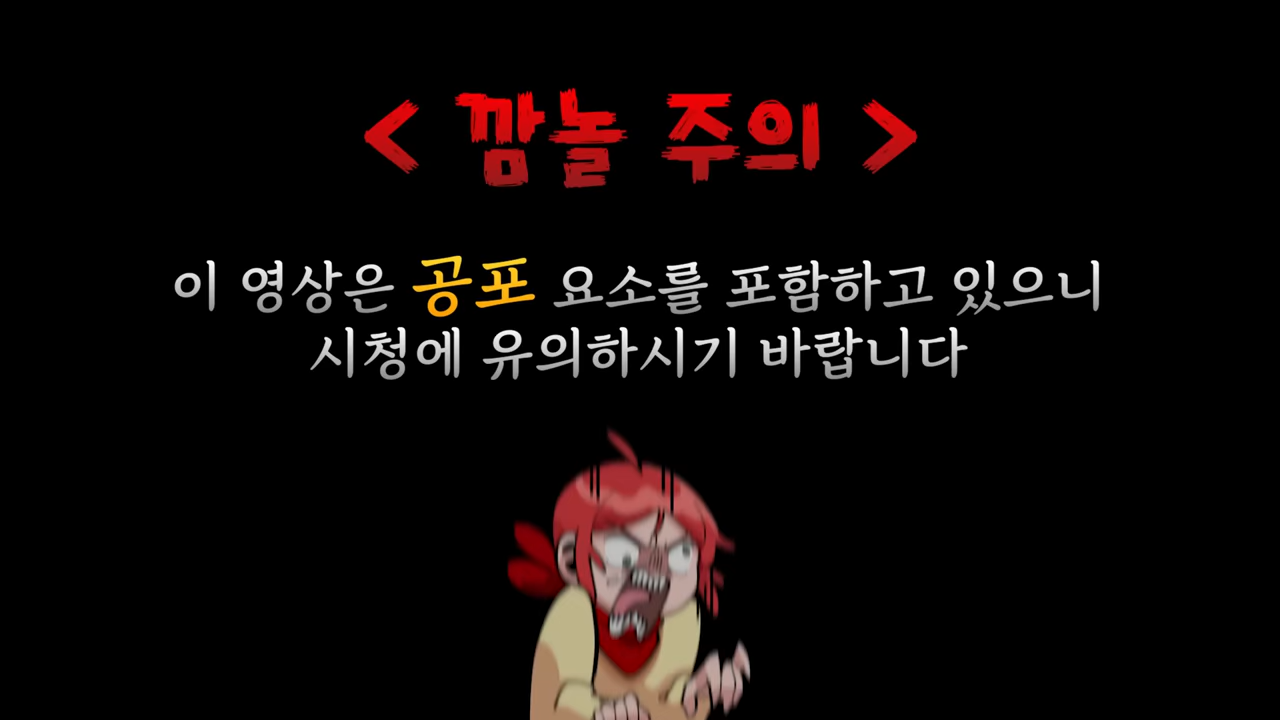 < 깜놀 주의 >
이 영상은 공포 요소를 포함하고 있으니
시청에 유의하시기 바랍니다